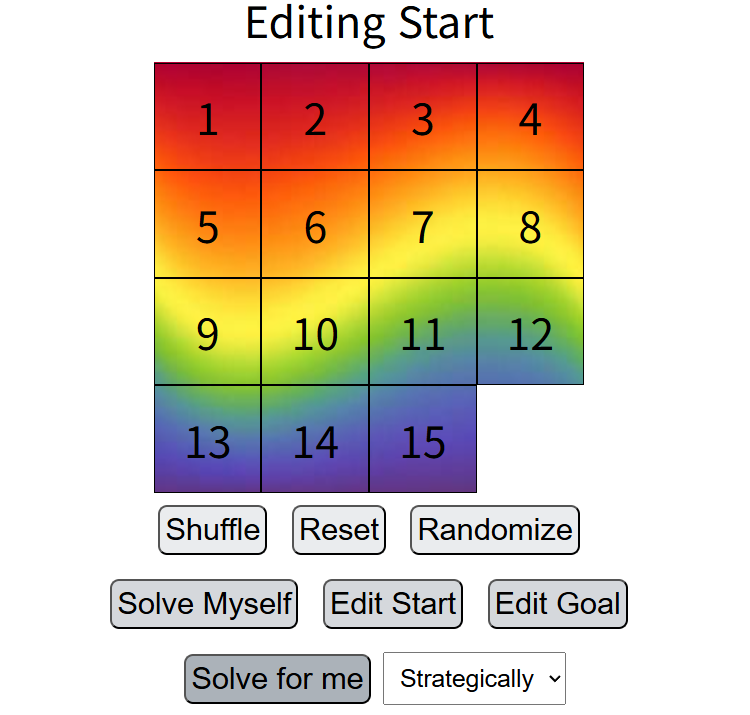 Editing Start
1 2 3 4
5 6 7 8
9 10 11 12
13 14 15
Shuffle Reset Randomize
Solve Myself Edit Start Edit Goal
Solve for me Strategically